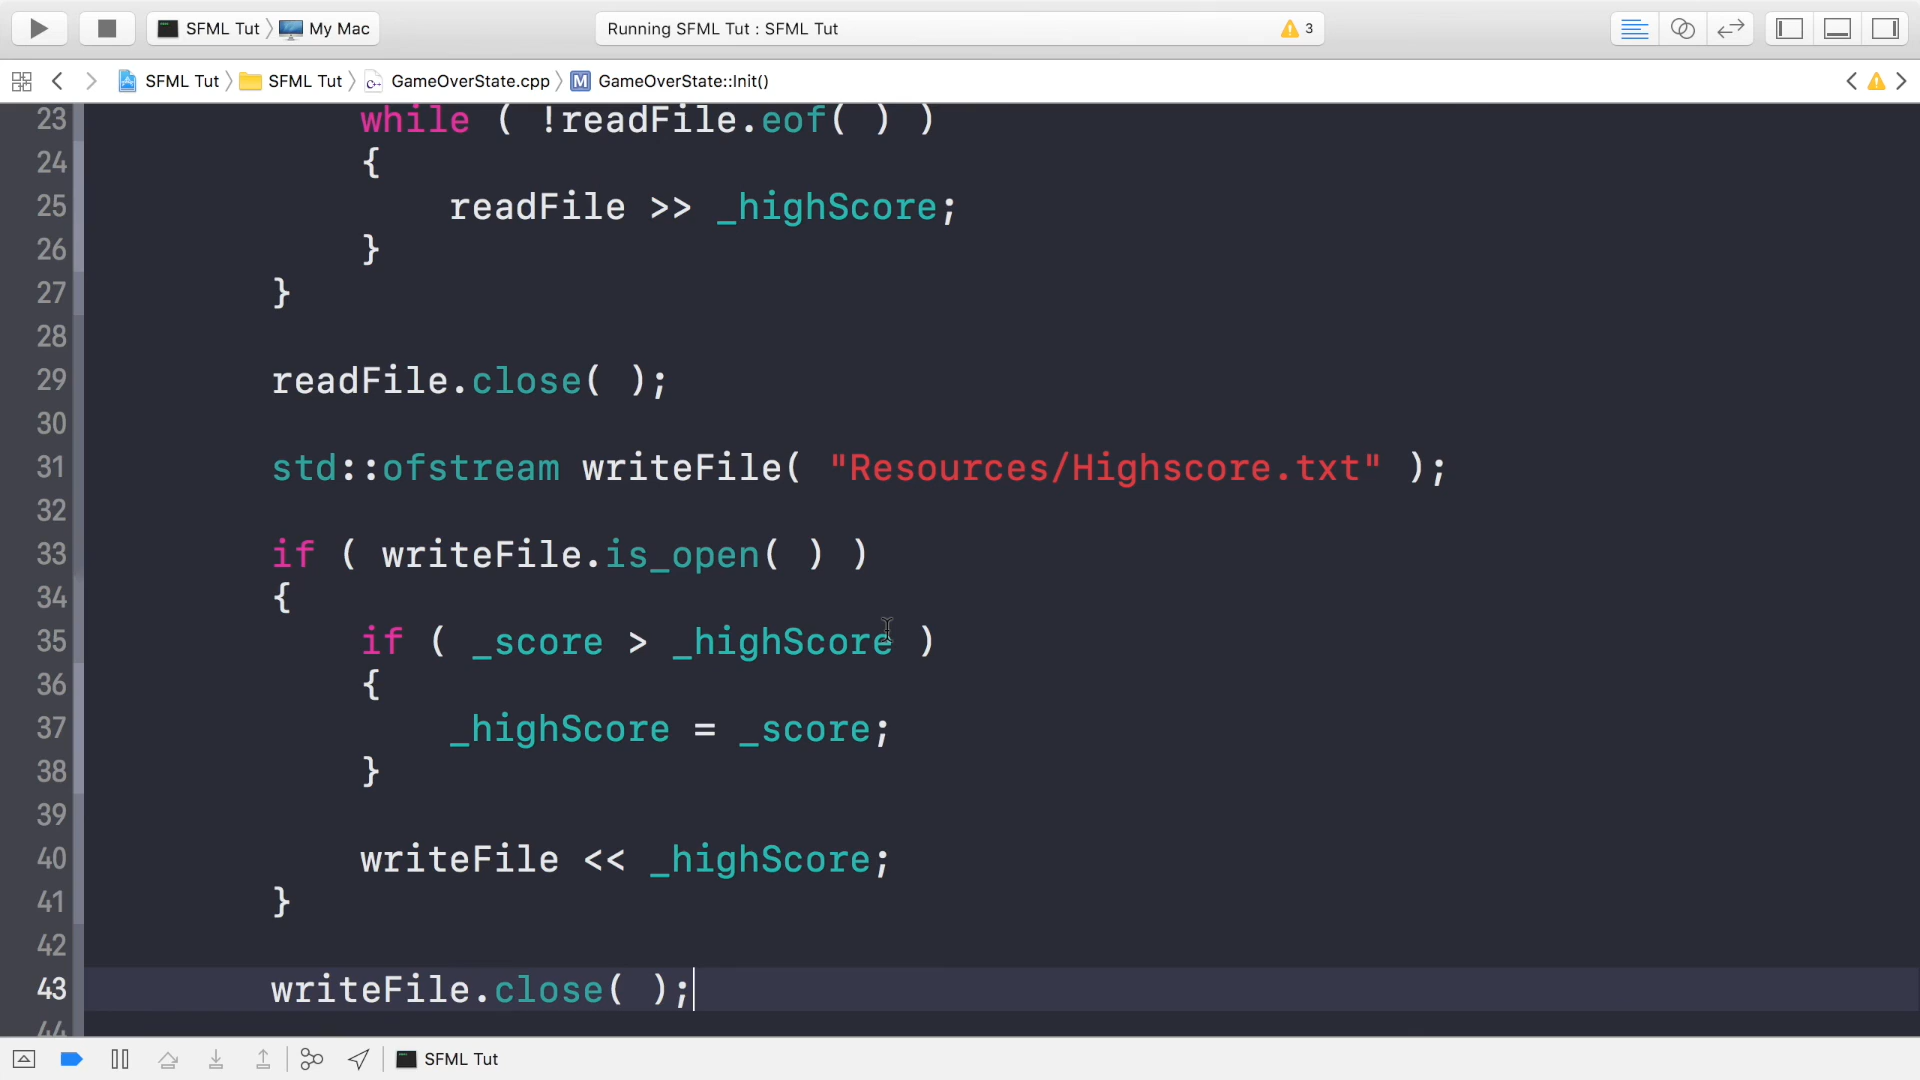 SFML Tut My Mac Running SFML Tut : SFML Tut 3
SFML Tut SFML Tut GameOverState.cpp M GameOverState::Init()
23 while ( !readFile.eof( ) )
24 {
25 readFile >> _highScore;
26 }
27 }
28
29 readFile.close( );
30
31 std::ofstream writeFile( "Resources/Highscore.txt" );
32
33 if ( writeFile.is_open( ) )
34 {
35 if ( _score > _highScore )
36 {
37 _highScore = _score;
38 }
39
40 writeFile << _highScore;
41 }
42
43 writeFile.close( );
44
SFML Tut